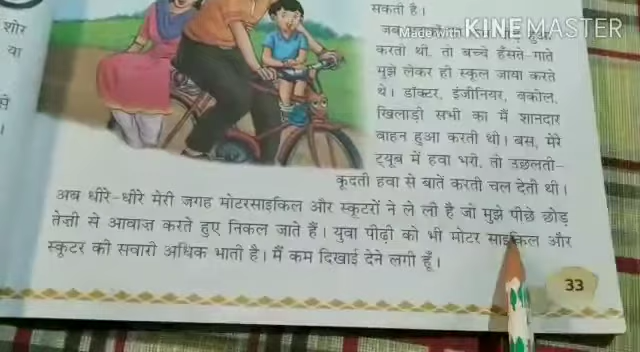 शोर
या
सकती है।
Made with KINEMASTER
करती थी, तो बच्चे हँसते-गाते
मुझे लेकर ही स्कूल जाया करते
थे। डॉक्टर, इंजीनियर, वकील,
खिलाड़ी सभी का मैं शानदार
वाहन हुआ करती थी। बस, मेरे
ट्यूब में हवा भरो, तो उछलती-
कूदती हवा से बातें करती चल देती थी।
अब धीरे-धीरे मेरी जगह मोटरसाइकिल और स्कूटरों ने ले ली है जो मुझे पीछे छोड़
तेज़ी से आवाज़ करते हुए निकल जाते हैं। युवा पीढ़ी को भी मोटर साइकिल और
स्कूटर की सवारी अधिक भाती है। मैं कम दिखाई देने लगी हूँ।
33